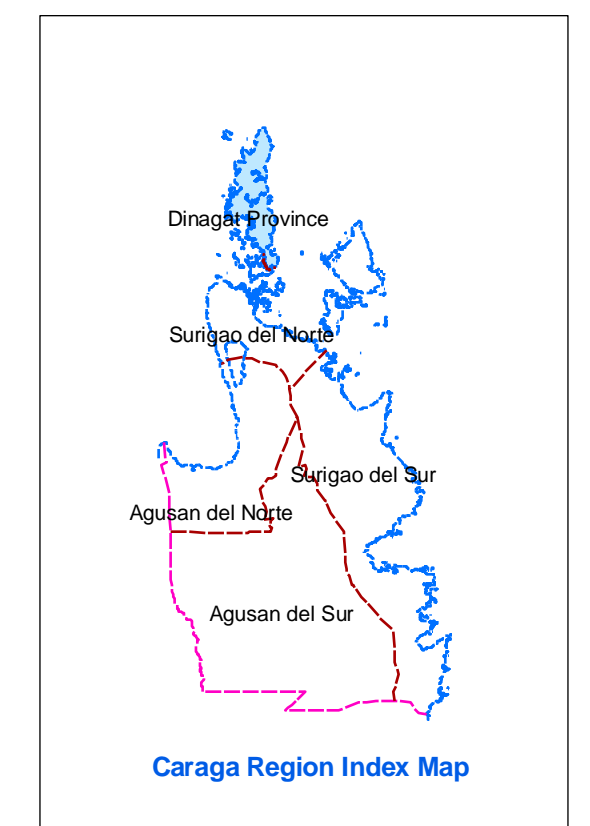 Dinagat Province
Surigao del Norte
Surigao del Sur
Agusan del Norte
Agusan del Sur
Caraga Region Index Map